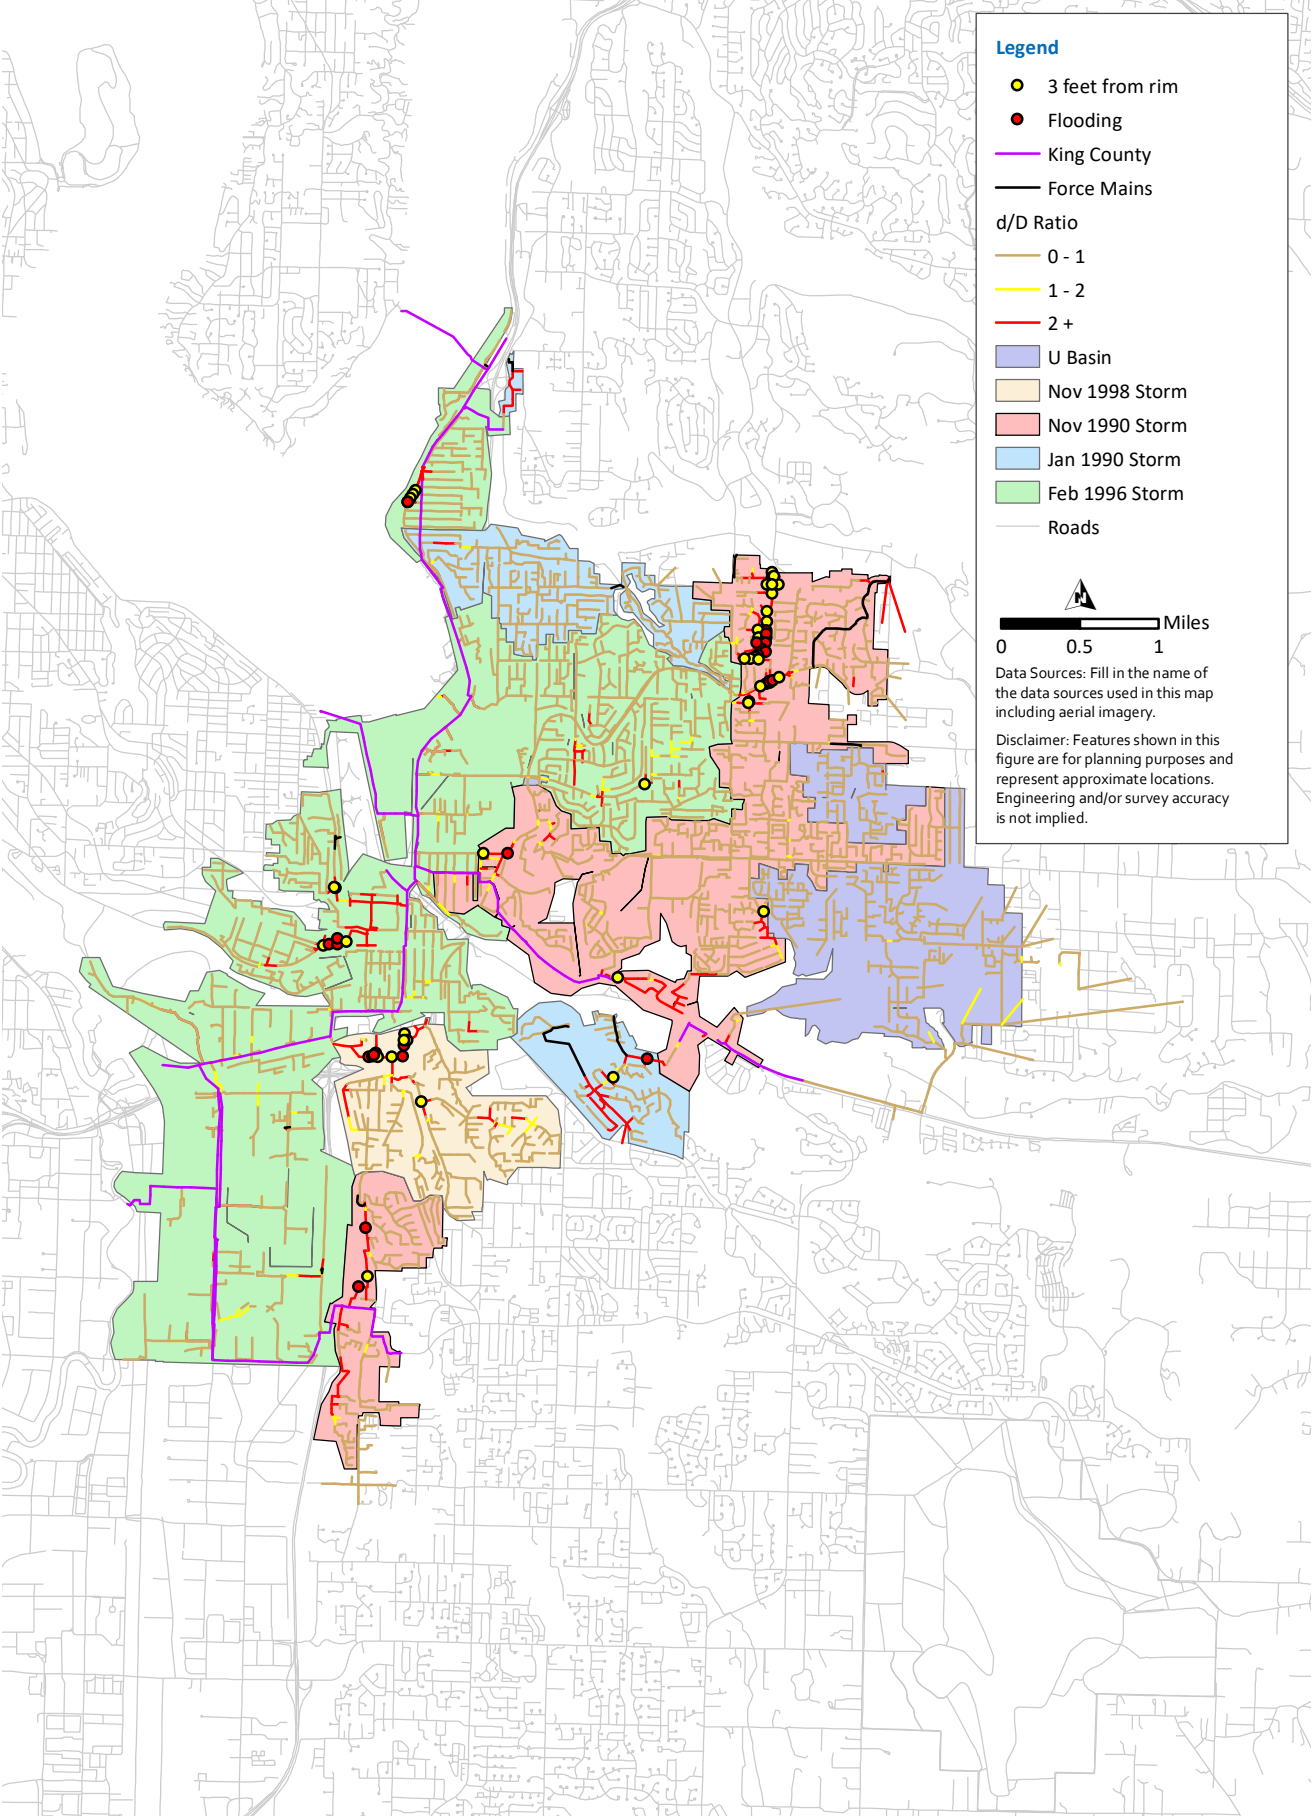 Legend
3 feet from rim
Flooding
King County
Force Mains
d/D Ratio
0 - 1
1 - 2
2 +
U Basin
Nov 1998 Storm
Nov 1990 Storm
Jan 1990 Storm
Feb 1996 Storm
Roads
N
Miles
0 0.5 1
Data Sources: Fill in the name of
the data sources used in this map
including aerial imagery.
Disclaimer: Features shown in this
figure are for planning purposes and
represent approximate locations.
Engineering and/or survey accuracy
is not implied.